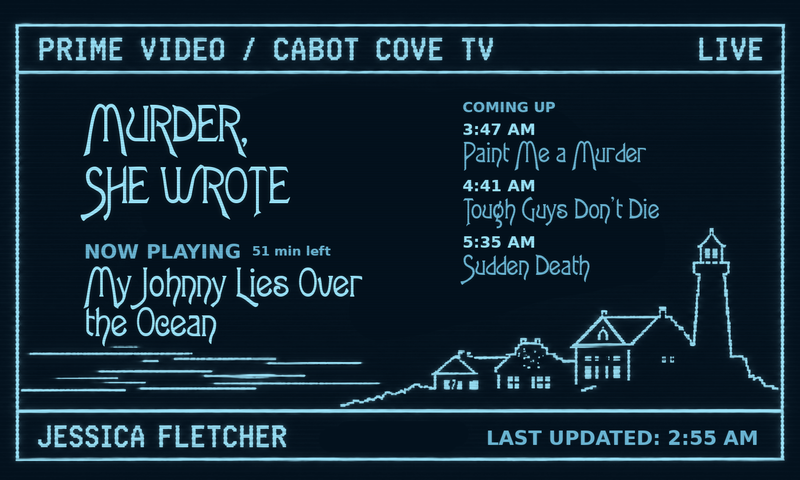 PRIME VIDEO / CABOT COVE TV
LIVE
MURDER,
SHE WROTE
NOW PLAYING 51 min left
My Johnny Lies Over
the Ocean
COMING UP
3:47 AM
Paint Me a Murder
4:41 AM
Tough Guys Don't Die
5:35 AM
Sudden Death
JESSICA FLETCHER
LAST UPDATED: 2:55 AM